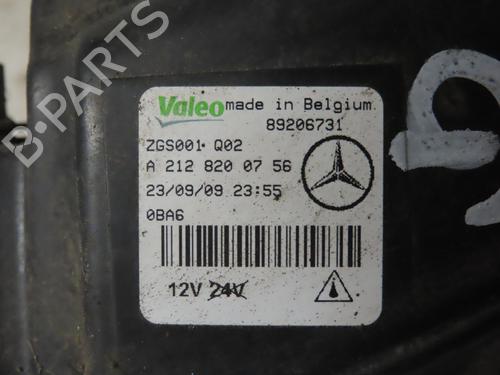 Valeo made in Belgium
89206731
ZGS001 Q02
A 212 820 07 56
23/09/09 23:55
0BA6
12V 24V
B-PARTS